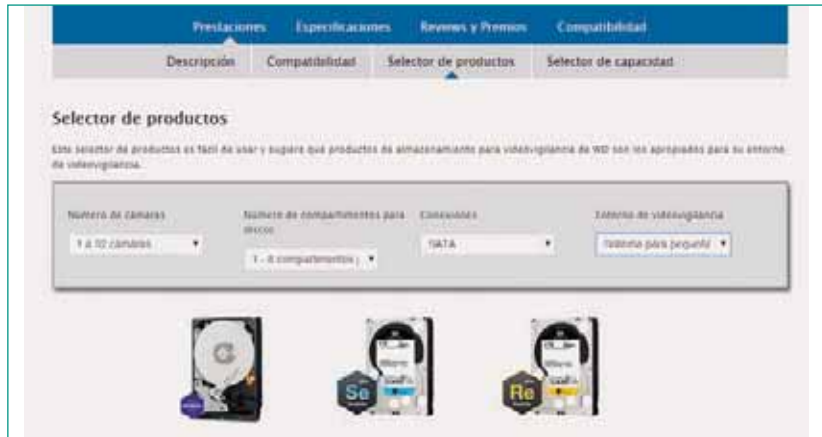 Prestaciones Especificaciones Reviews y Premios Compatibilidad
Descripción Compatibilidad Selector de productos Selector de capacidad
Selector de productos
Este selector de productos es fácil de usar y sugiere qué productos de almacenamiento para videovigilancia de WD son los apropiados para su entorno
de videovigilancia.
Número de cámaras Número de compartimentos para Conexiones Entorno de videovigilancia
discos
1 a 32 cámaras SATA Sistema para pequeñ
1 - 8 compartimentos
Se Re